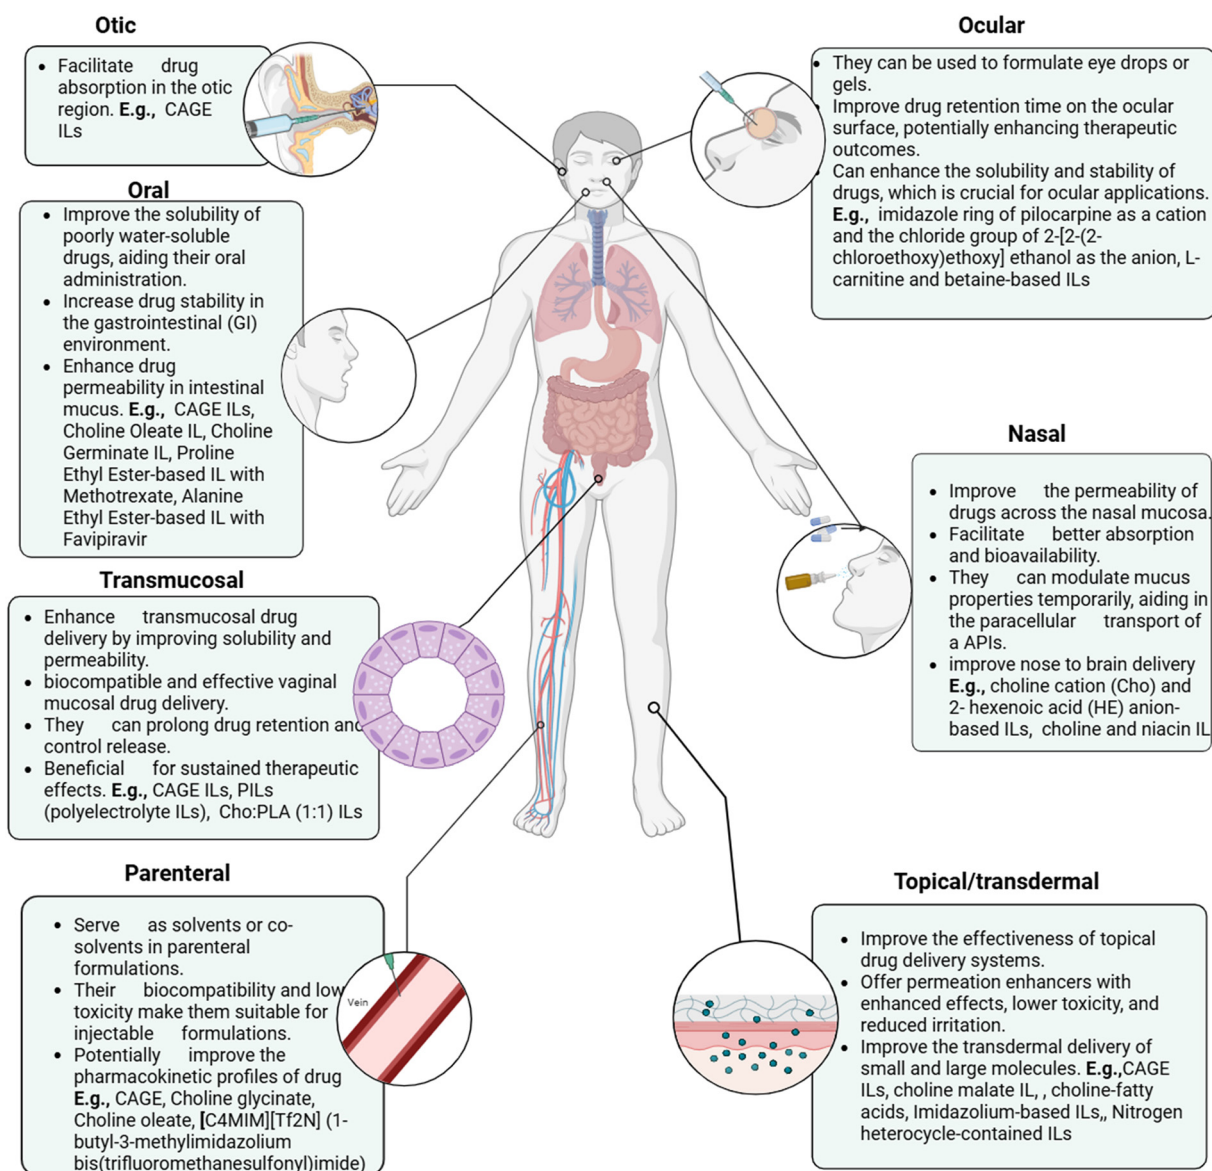 Otic
• Facilitate drug
absorption in the otic
region. E.g., CAGE
ILs
Oral
• Improve the solubility of
poorly water-soluble
drugs, aiding their oral
administration.
• Increase drug stability in
the gastrointestinal (GI)
environment.
• Enhance drug
permeability in intestinal
mucus. E.g., CAGE ILs,
Choline Oleate IL, Choline
Germinate IL, Proline
Ethyl Ester-based IL with
Methotrexate, Alanine
Ethyl Ester-based IL with
Favipiravir
Transmucosal
• Enhance transmucosal drug
delivery by improving solubility and
permeability.
• biocompatible and effective vaginal
mucosal drug delivery.
• They can prolong drug retention and
control release.
• Beneficial for sustained therapeutic
effects. E.g., CAGE ILs, PILs
(polyelectrolyte ILs), Cho:PLA (1:1) ILs
Parenteral
• Serve as solvents or co-
solvents in parenteral
formulations.
• Their biocompatibility and low
toxicity make them suitable for
injectable formulations.
• Potentially improve the
pharmacokinetic profiles of drug
E.g., CAGE, Choline glycinate,
Choline oleate, [C4MIM][Tf2N] (1-
butyl-3-methylimidazolium
bis(trifluoromethanesulfonyl)imide)
Vein
Ocular
• They can be used to formulate eye drops or
gels.
Improve drug retention time on the ocular
surface, potentially enhancing therapeutic
outcomes.
Can enhance the solubility and stability of
drugs, which is crucial for ocular applications.
E.g., imidazole ring of pilocarpine as a cation
and the chloride group of 2-[2-(2-
chloroethoxy)ethoxy] ethanol as the anion, L-
carnitine and betaine-based ILs
Nasal
• Improve the permeability of
drugs across the nasal mucosa.
• Facilitate better absorption
and bioavailability.
• They can modulate mucus
properties temporarily, aiding in
the paracellular transport of
a APIs.
• improve nose to brain delivery
E.g., choline cation (Cho) and
2- hexenoic acid (HE) anion-
based ILs, choline and niacin IL
Topical/transdermal
• Improve the effectiveness of topical
drug delivery systems.
• Offer permeation enhancers with
enhanced effects, lower toxicity, and
reduced irritation.
• Improve the transdermal delivery of
small and large molecules. E.g.,CAGE
ILs, choline malate IL, , choline-fatty
acids, Imidazolium-based ILs,, Nitrogen
heterocycle-contained ILs